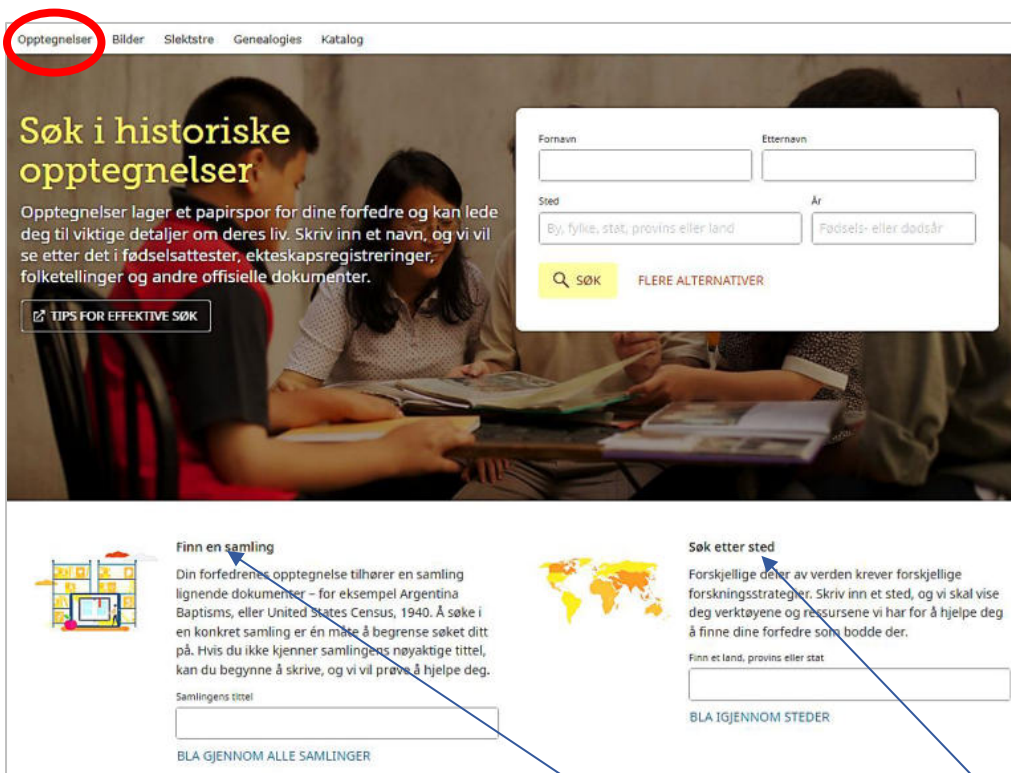 Opptegnelser Bilder Slektstre Genealogies Katalog
Søk i historiske
opptegnelser
Opptegnelser lager et papirspor for dine forfedre og kan lede
deg til viktige detaljer om deres liv. Skriv inn et navn, og vi vil
se etter det i fødselsattester, ekteskapsregistreringer,
folketellinger og andre offisielle dokumenter.
TIPS FOR EFFEKTIVE SØK
Fornavn Etternavn
Sted År
By, fylke, stat, provins eller land Fødsels- eller dødsår
SØK FLERE ALTERNATIVER
Finn en samling
Din forfedrenes opptegnelse tilhører en samling
lignende dokumenter – for eksempel Argentina
Baptisms, eller United States Census, 1940. Å søke i
en konkret samling er én måte å begrense søket ditt
på. Hvis du ikke kjenner samlingens nøyaktige tittel,
kan du begynne å skrive, og vi vil prøve å hjelpe deg.
Samlingens tittel
BLA GJENNOM ALLE SAMLINGER
Søk etter sted
Forskjellige deler av verden krever forskjellige
forskningsstrategier. Skriv inn et sted, og vi skal vise
deg verktøyene og ressursene vi har for å hjelpe deg
å finne dine forfedre som bodde der.
Finn et land, provins eller stat
BLA IGJENNOM STEDER